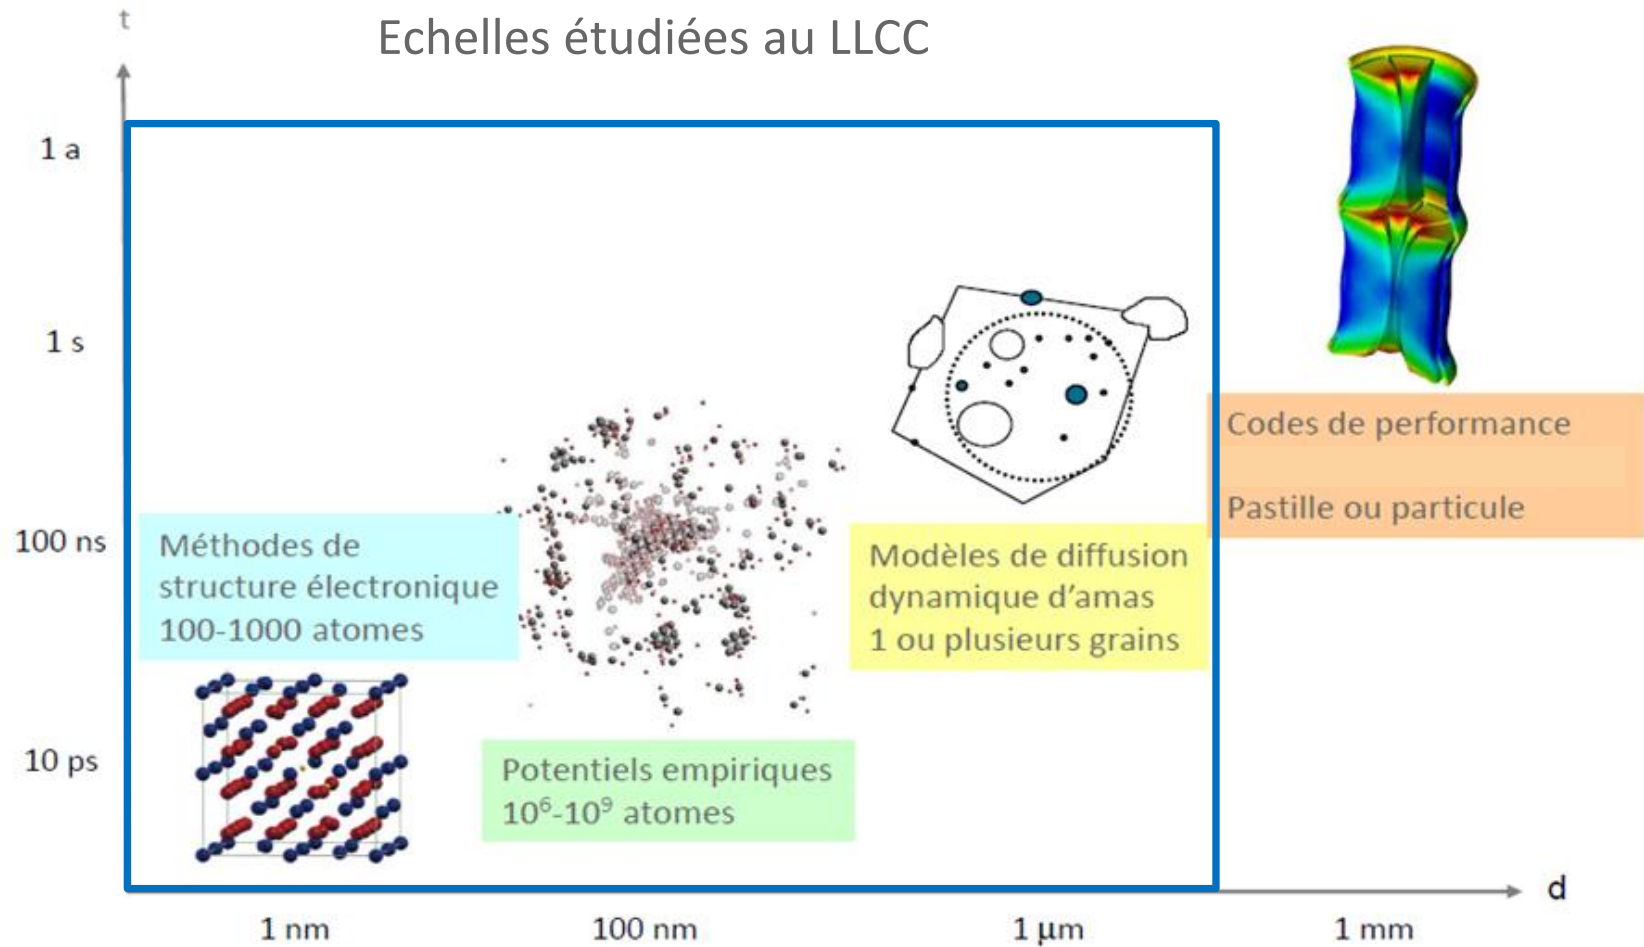 t
Echelles étudiées au LLCC
1 a
1 s
100 ns
10 ps
Méthodes de
structure électronique
100-1000 atomes
Potentiels empiriques
10⁶-10⁹ atomes
Modèles de diffusion
dynamique d’amas
1 ou plusieurs grains
Codes de performance
Pastille ou particule
d
1 nm
100 nm
1 μm
1 mm